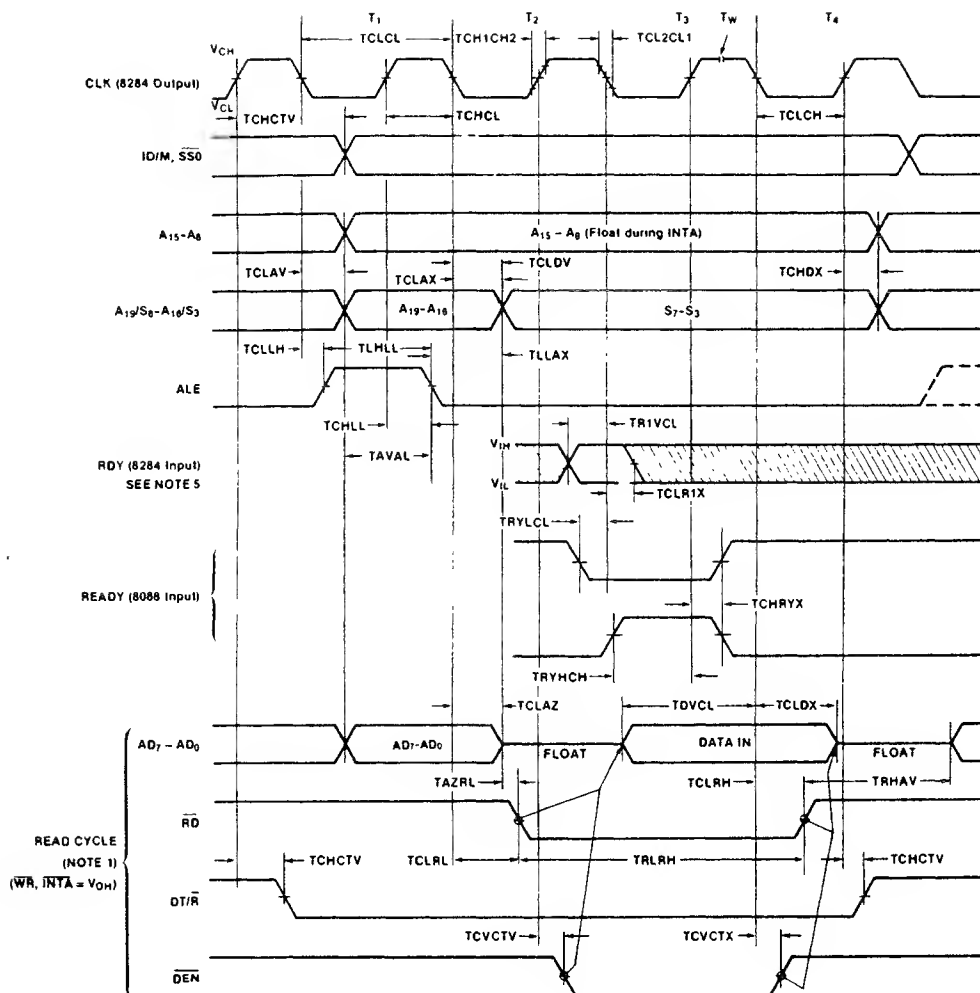 T1 T2 T3 TW T4
TCLCL TCH1CH2 TCL2CL1
VCH
CLK (8284 Output)
VCL
TCHCTV TCHCL TCLCH
IO/M, SS0
A15-A8 A15 - A8 (Float during INTA)
TCLDV
TCLAV TCLAX TCHDX
A19/S6-A16/S3 A19-A16 S7-S3
TCLLH TLHLL TLLAX
ALE
TCHLL TR1VCL
TAVAL VIH
RDY (8284 Input)
SEE NOTE 5 VIL
TCLR1X
TRYLCL
READY (8088 Input)
TCHRYX
TRYHCH
TCLAZ TDVCL TCLDX
AD7 - AD0 AD7-AD0 FLOAT DATA IN FLOAT
TAZRL TCLRH TRHAV
RD
READ CYCLE
(NOTE 1)
(WR, INTA = VOH)
TCHCTV TCLRL TRLRH TCHCTV
DT/R
TCVCTV TCVCTX
DEN